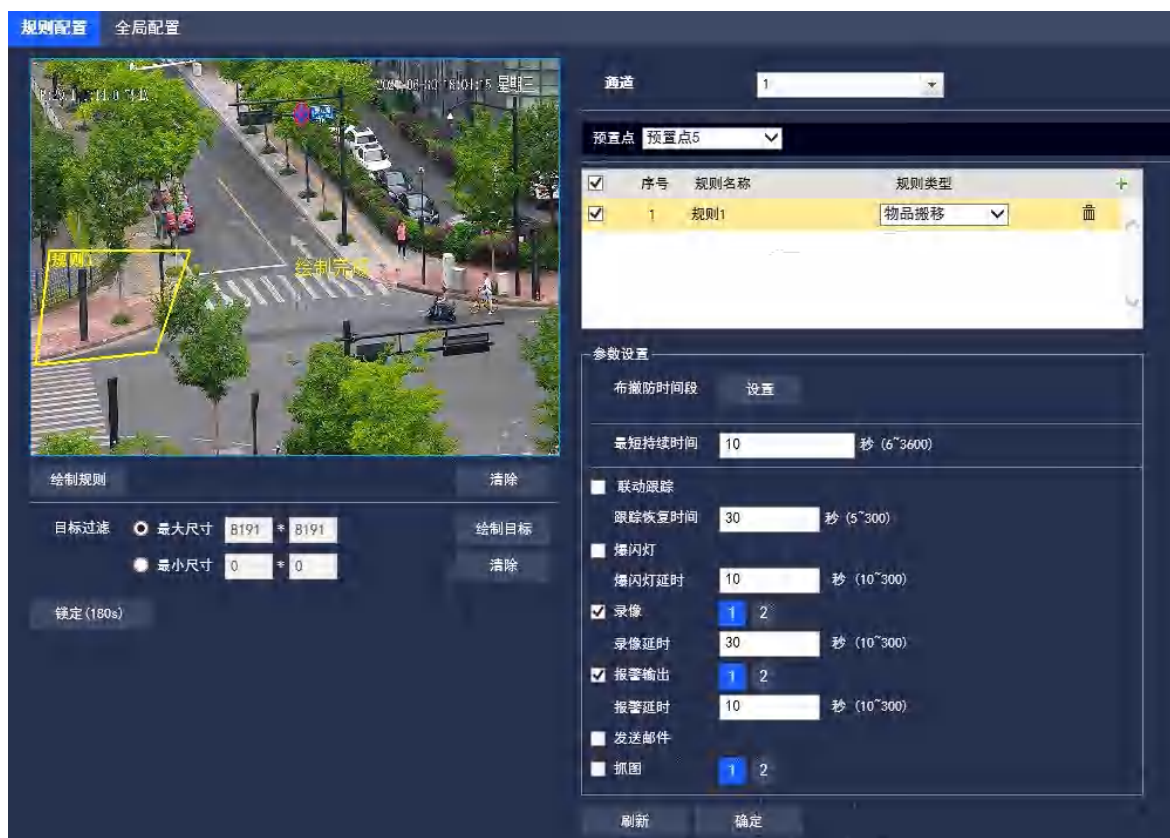 规则配置 全局配置
星期三
规则1
绘制完成
绘制规则 清除
目标过滤 最大尺寸 8191 * 8191 绘制目标
最小尺寸 0 * 0 清除
锁定(180s)
通道 1
预置点 预置点5
序号 规则名称 规则类型 +
1 规则1 物品搬移
参数设置
布撤防时间段 设置
最短持续时间 10 秒 (6~3600)
联动跟踪
跟踪恢复时间 30 秒 (5~300)
爆闪灯
爆闪灯延时 10 秒 (10~300)
录像 1 2
录像延时 30 秒 (10~300)
报警输出 1 2
报警延时 10 秒 (10~300)
发送邮件
抓图 1 2
刷新 确定